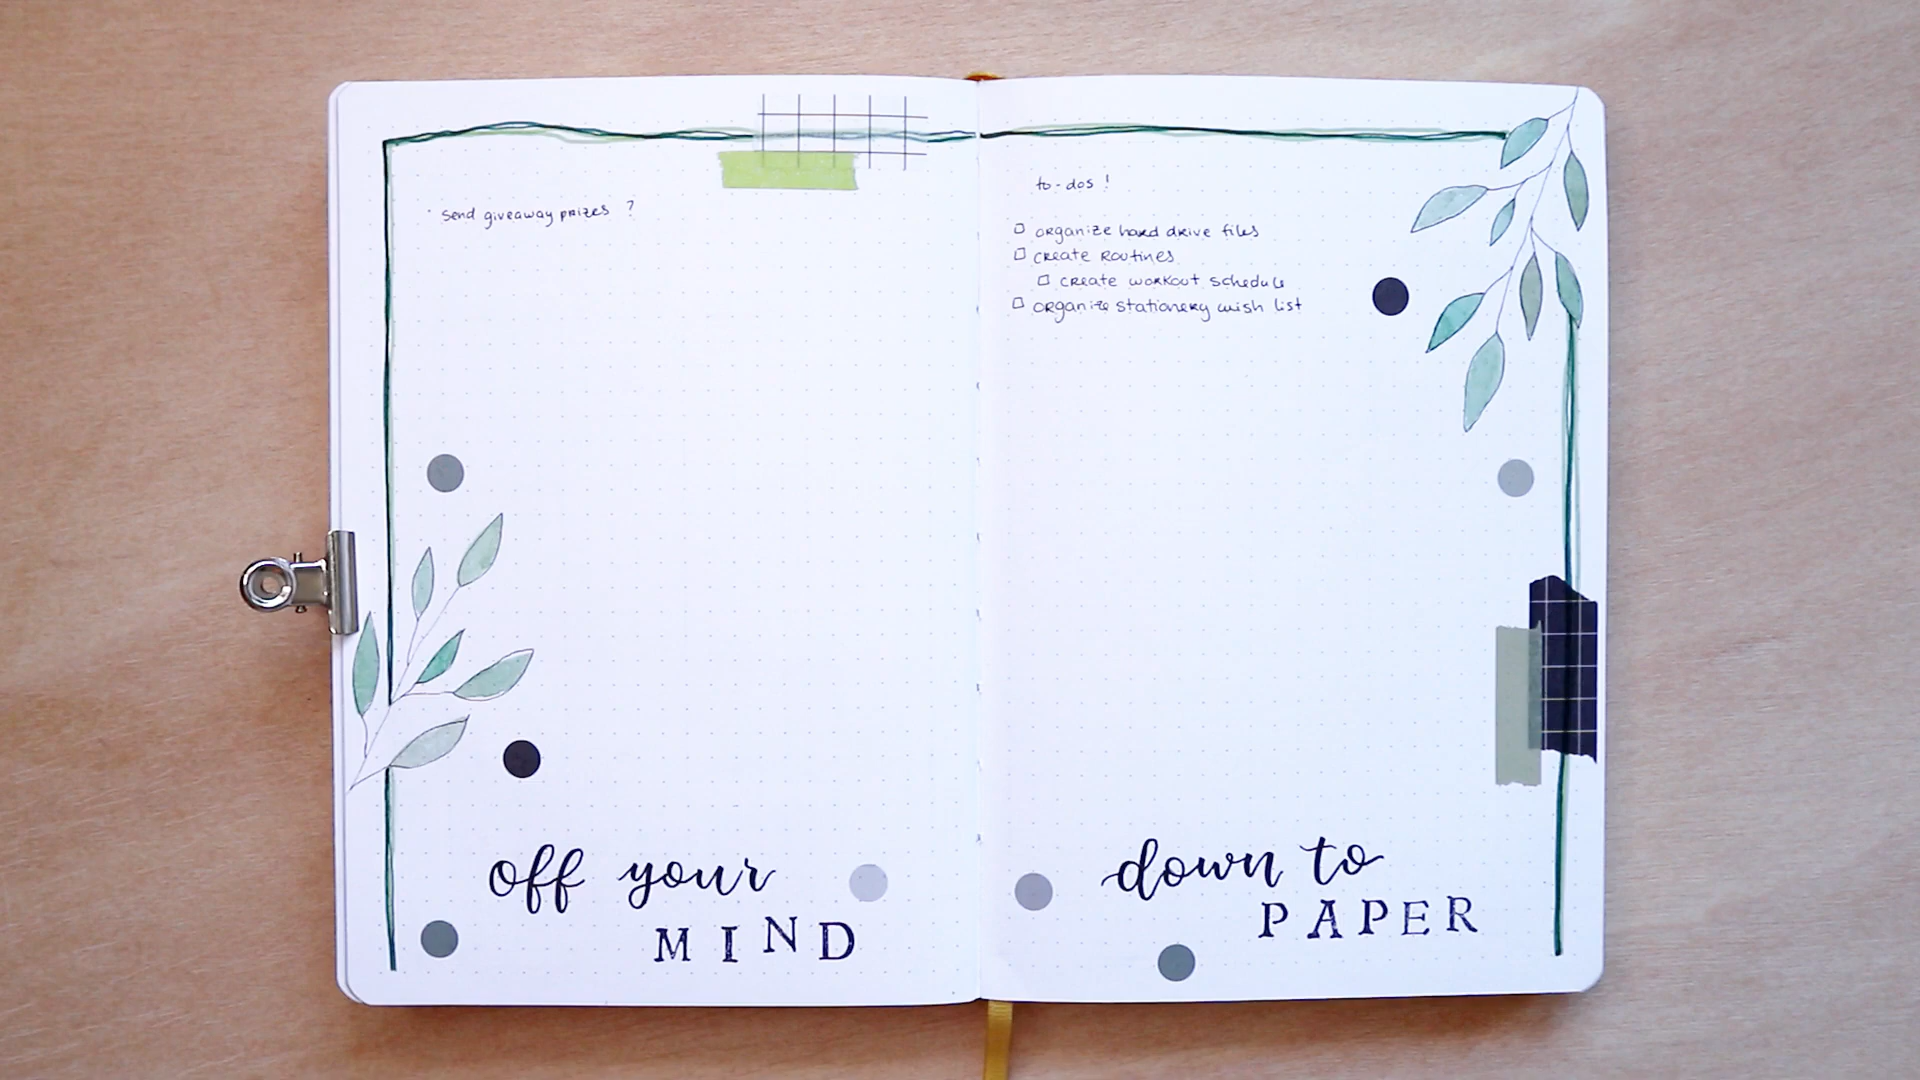 · Send giveaway prizes ?
off your
MIND
to-dos !
☐ organize hard drive files
☐ create routines
☐ create workout schedule
☐ organize stationery wish list
down to
PAPER